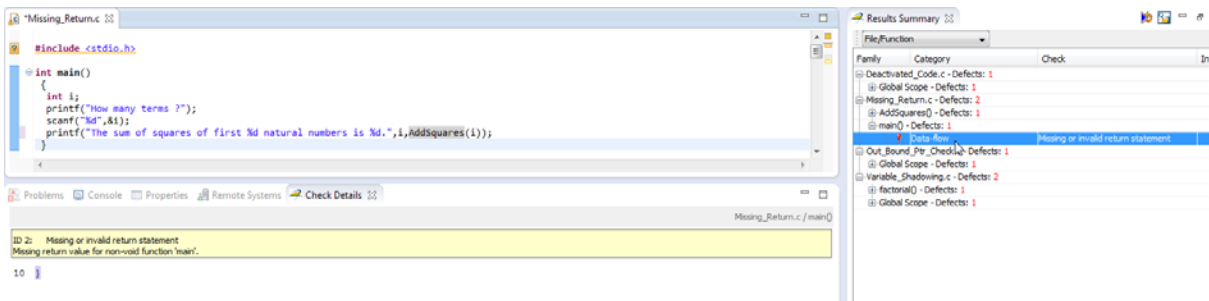 *Missing_Return.c
#include <stdio.h>
int main()
{
int i;
printf("How many terms ?");
scanf("%d",&i);
printf("The sum of squares of first %d natural numbers is %d.",i,AddSquares(i));
}
Problems Console Properties Remote Systems Check Details
Missing_Return.c / main()
ID 2: Missing or invalid return statement
Missing return value for non-void function 'main'.
10 }
Results Summary
File/Function
Family Category Check In
Deactivated_Code.c - Defects: 1
Global Scope - Defects: 1
Missing_Return.c - Defects: 2
AddSquares() - Defects: 1
main() - Defects: 1
! Data-flow Missing or invalid return statement
Out_Bound_Ptr_Check.c - Defects: 1
Global Scope - Defects: 1
Variable_Shadowing.c - Defects: 2
factorial() - Defects: 1
Global Scope - Defects: 1